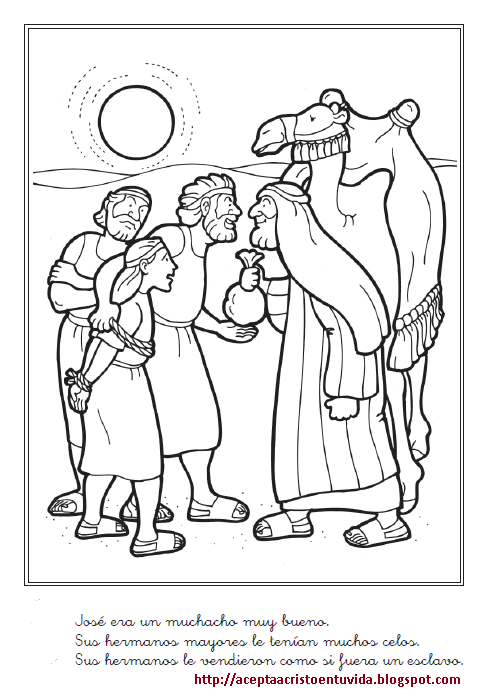 José era un muchacho muy bueno.
Sus hermanos mayores le tenían muchos celos.
Sus hermanos le vendieron como si fuera un esclavo.
http://aceptaacristoentuvida.blogspot.com